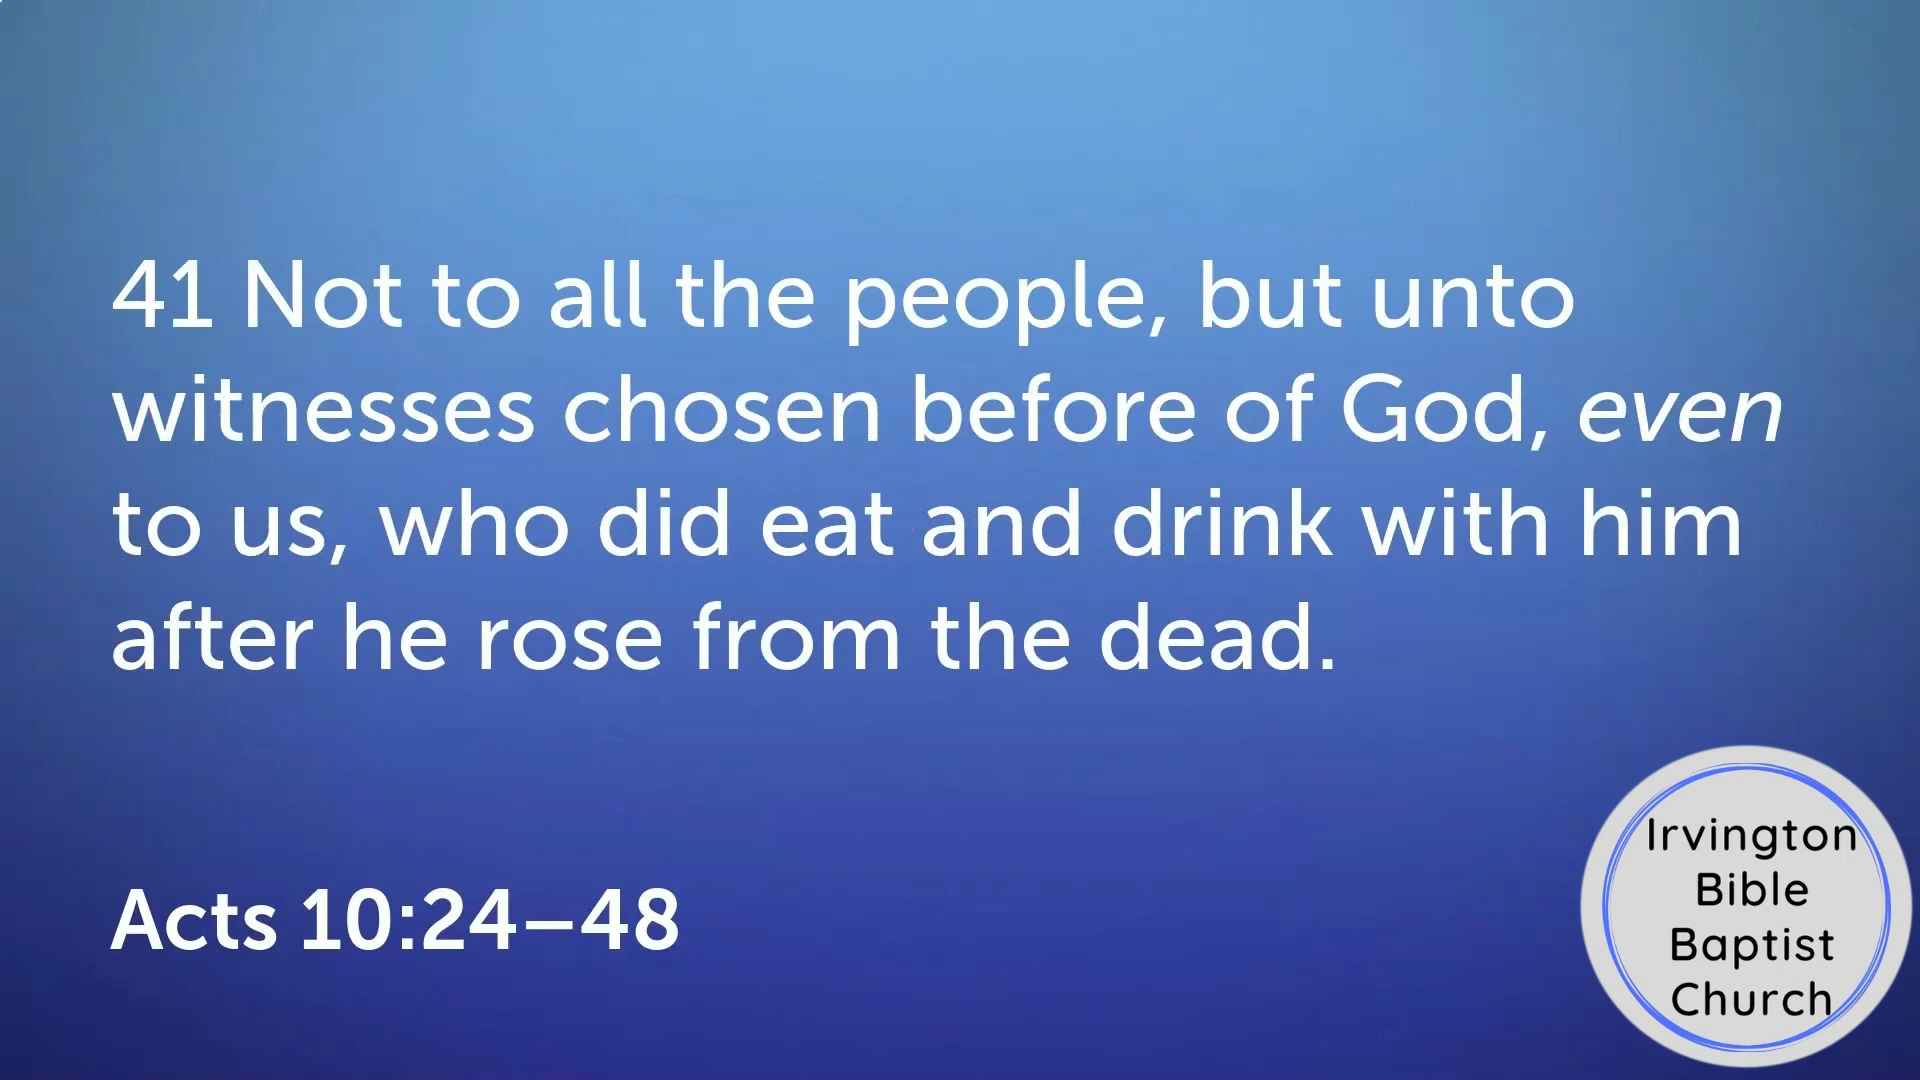 41 Not to all the people, but unto
witnesses chosen before of God, even
to us, who did eat and drink with him
after he rose from the dead.
Acts 10:24–48
Irvington
Bible
Baptist
Church